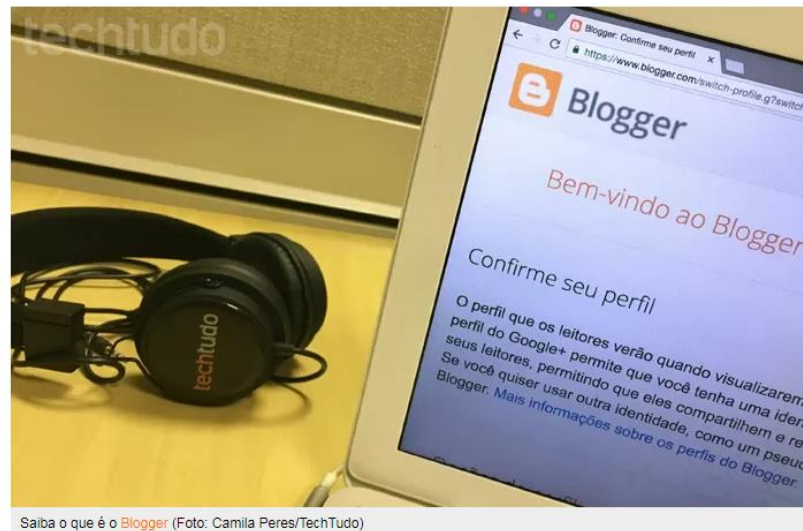 techtudo
Blogger: Confirme seu perfil
https://www.blogger.com/switch-profile.g?switch
Blogger
Bem-vindo ao Blogger
Confirme seu perfil
O perfil que os leitores verão quando visualizarem
perfil do Google+ permite que você tenha uma iden
seus leitores, permitindo que eles compartilhem e re
Se você quiser usar outra identidade, como um pseud
Blogger. Mais informações sobre os perfis do Blogger.
techtudo
Saiba o que é o Blogger (Foto: Camila Peres/TechTudo)